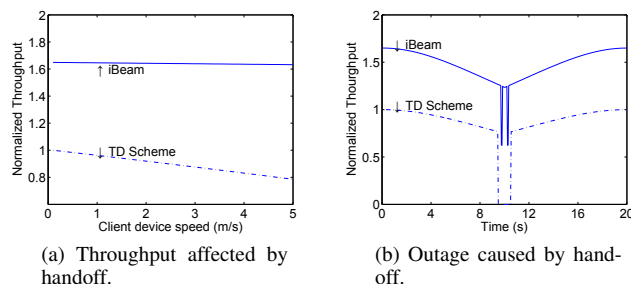 2
1.8
1.6
1.4
1.2
1
0.8
Normalized Throughput
↑ iBeam
↓ TD Scheme
0 1 2 3 4 5
Client device speed (m/s)
(a) Throughput affected by
handoff.
2
1.5
1
0.5
0
Normalized Thourghput
↓ iBeam
↓ TD Scheme
0 4 8 12 16 20
Time (s)
(b) Outage caused by hand-
off.